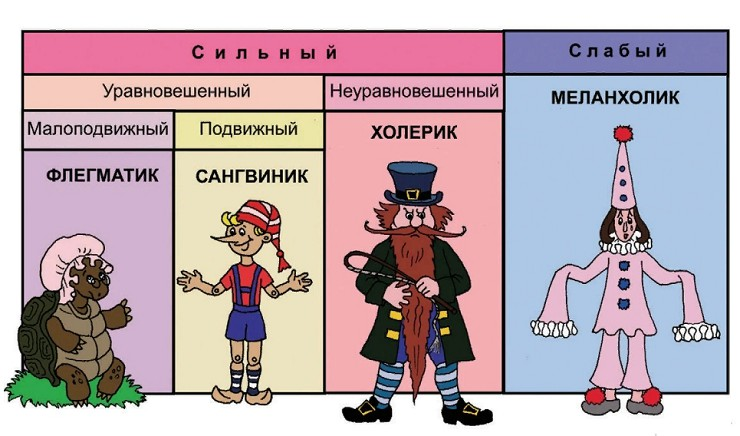 Сильный
Слабый
Уравновешенный
Неуравновешенный
МЕЛАНХОЛИК
Малоподвижный
Подвижный
ХОЛЕРИК
ФЛЕГМАТИК
САНГВИНИК